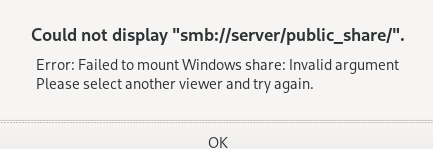 Could not display "smb://server/public_share/".
Error: Failed to mount Windows share: Invalid argument
Please select another viewer and try again.
OK